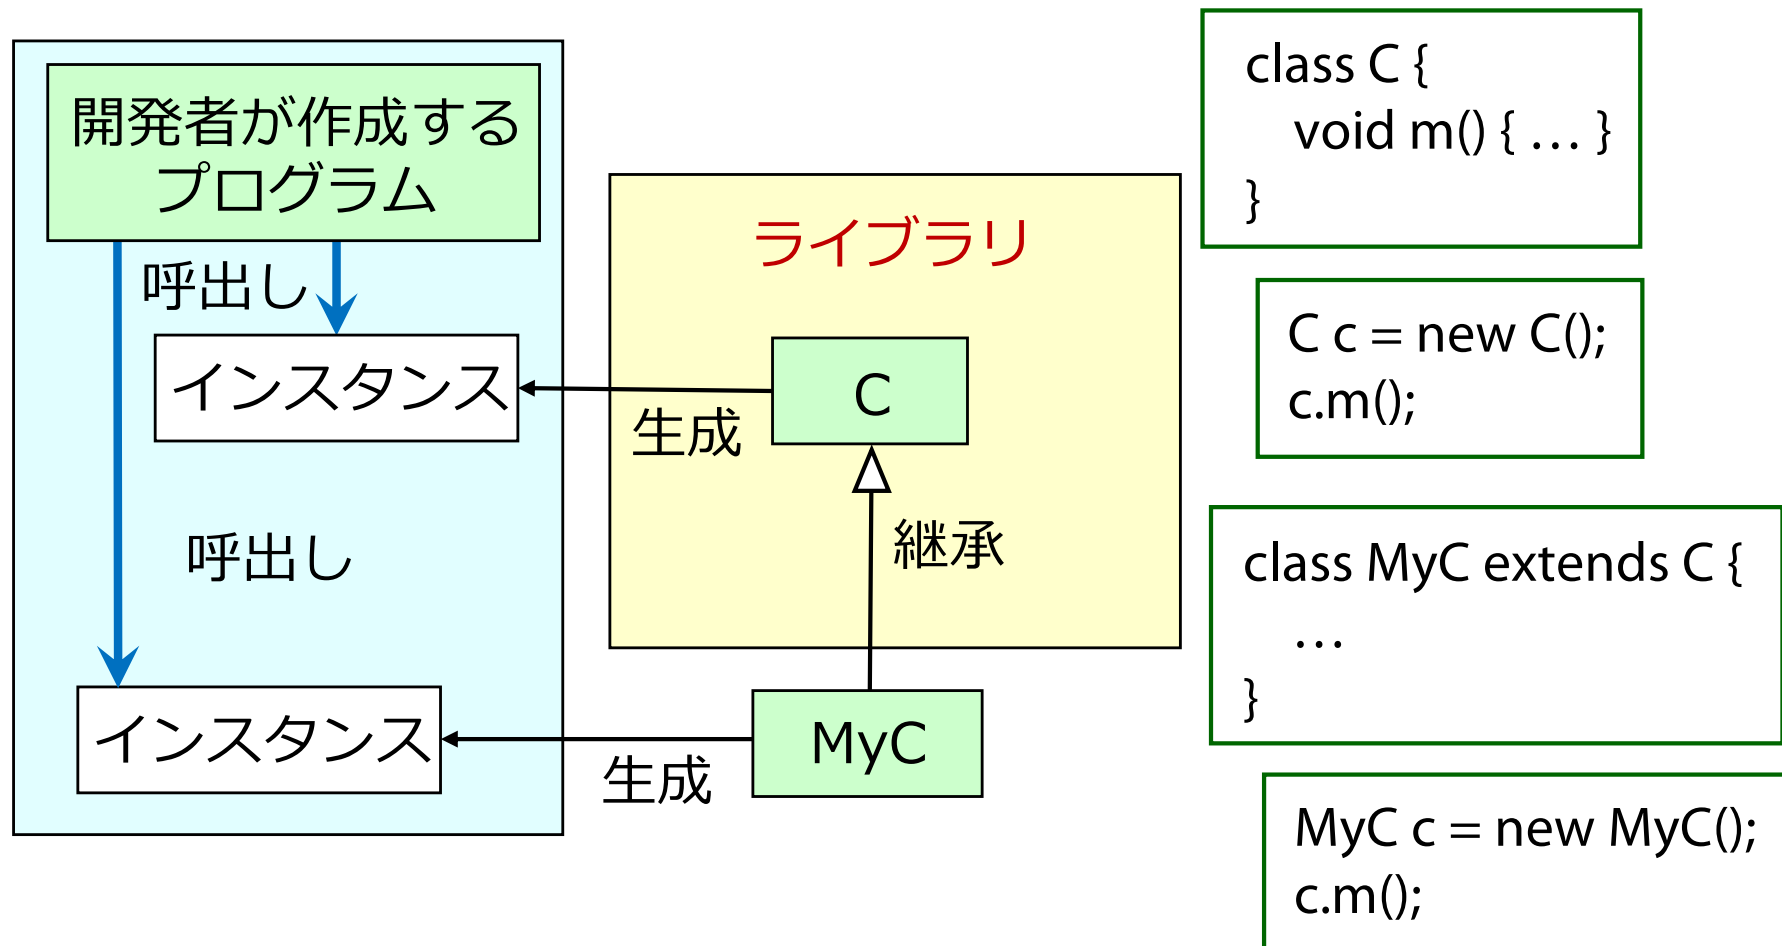 開発者が作成する
プログラム
呼出し
インスタンス
呼出し
インスタンス
ライブラリ
C
生成
継承
MyC
生成
class C {
void m() { … }
}
C c = new C();
c.m();
class MyC extends C {
…
}
MyC c = new MyC();
c.m();